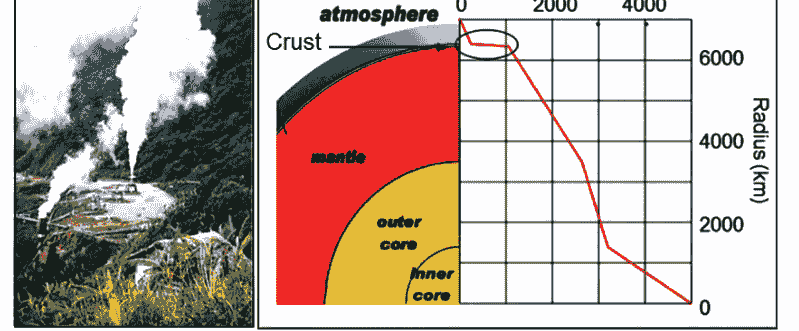 atmosphere
0 2000 4000
Crust
6000
mantle
4000
Radius (km)
outer
core
2000
inner
core
0